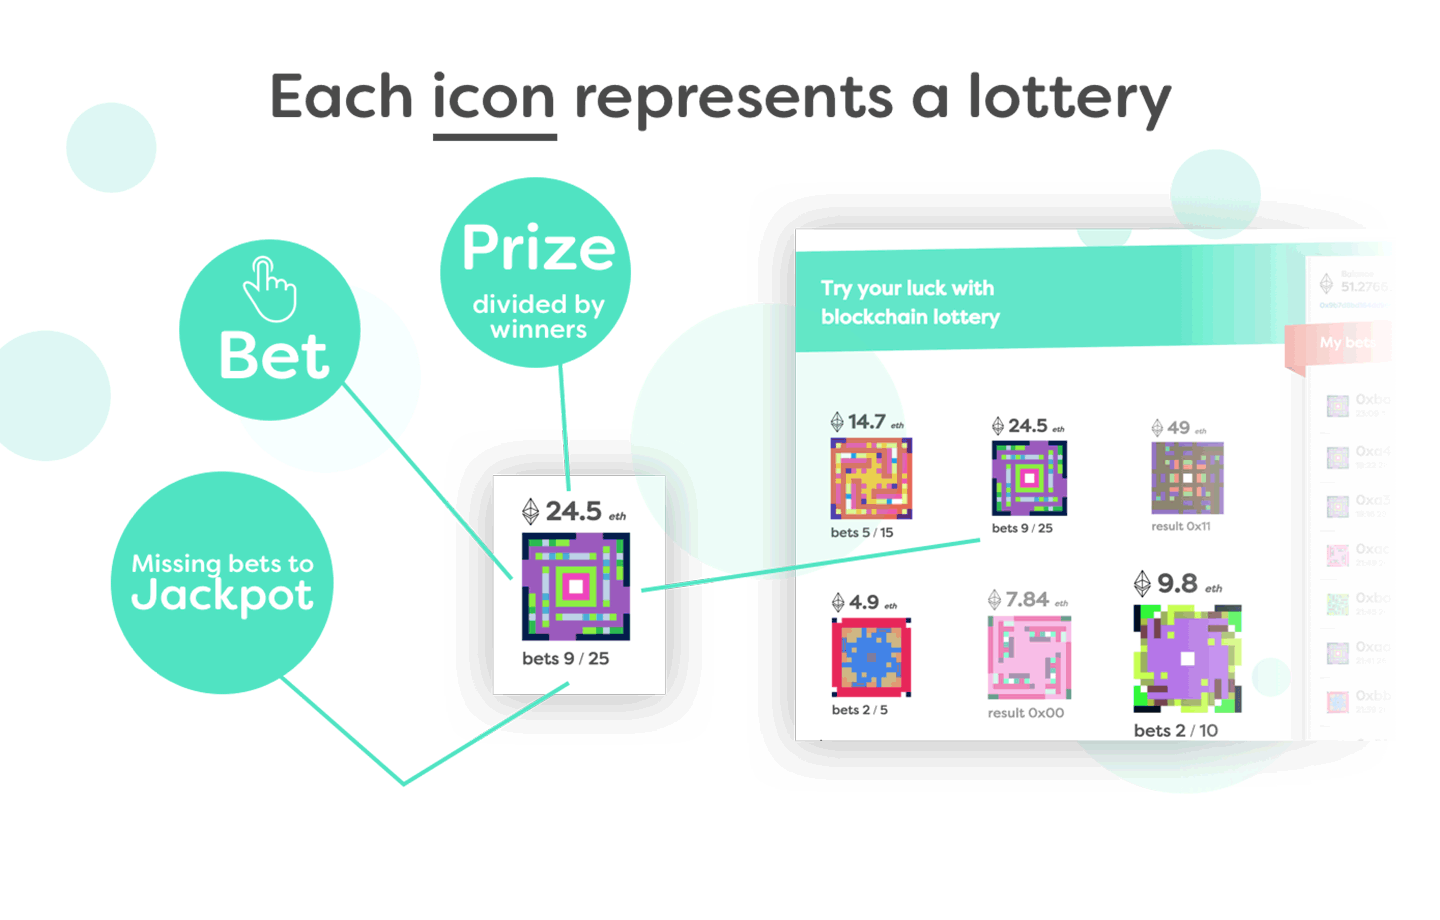 Each icon represents a lottery
Bet
Prize
divided by
winners
Missing bets to
Jackpot
24.5 eth
bets 9 / 25
Try your luck with
blockchain lottery
14.7 eth
bets 5 / 15
24.5 eth
bets 9 / 25
49 eth
result 0x11
4.9 eth
bets 2 / 5
7.84 eth
result 0x00
9.8 eth
bets 2 / 10
Balance
51.2765
My bets